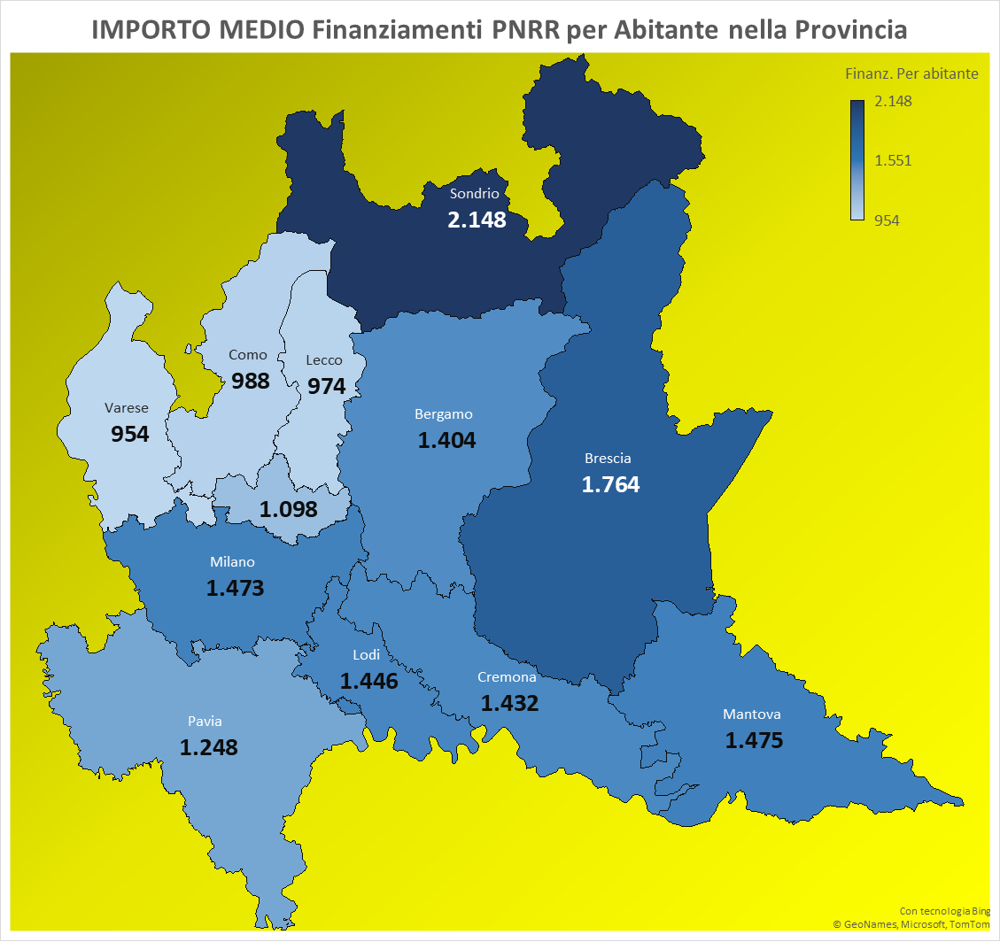 IMPORTO MEDIO Finanziamenti PNRR per Abitante nella Provincia
Finanz. Per abitante
2.148
1.551
954
Sondrio
2.148
Como
988
Lecco
974
Varese
954
Bergamo
1.404
Brescia
1.764
1.098
Milano
1.473
Lodi
1.446
Cremona
1.432
Pavia
1.248
Mantova
1.475
Con tecnologia Bing
© GeoNames, Microsoft, TomTom